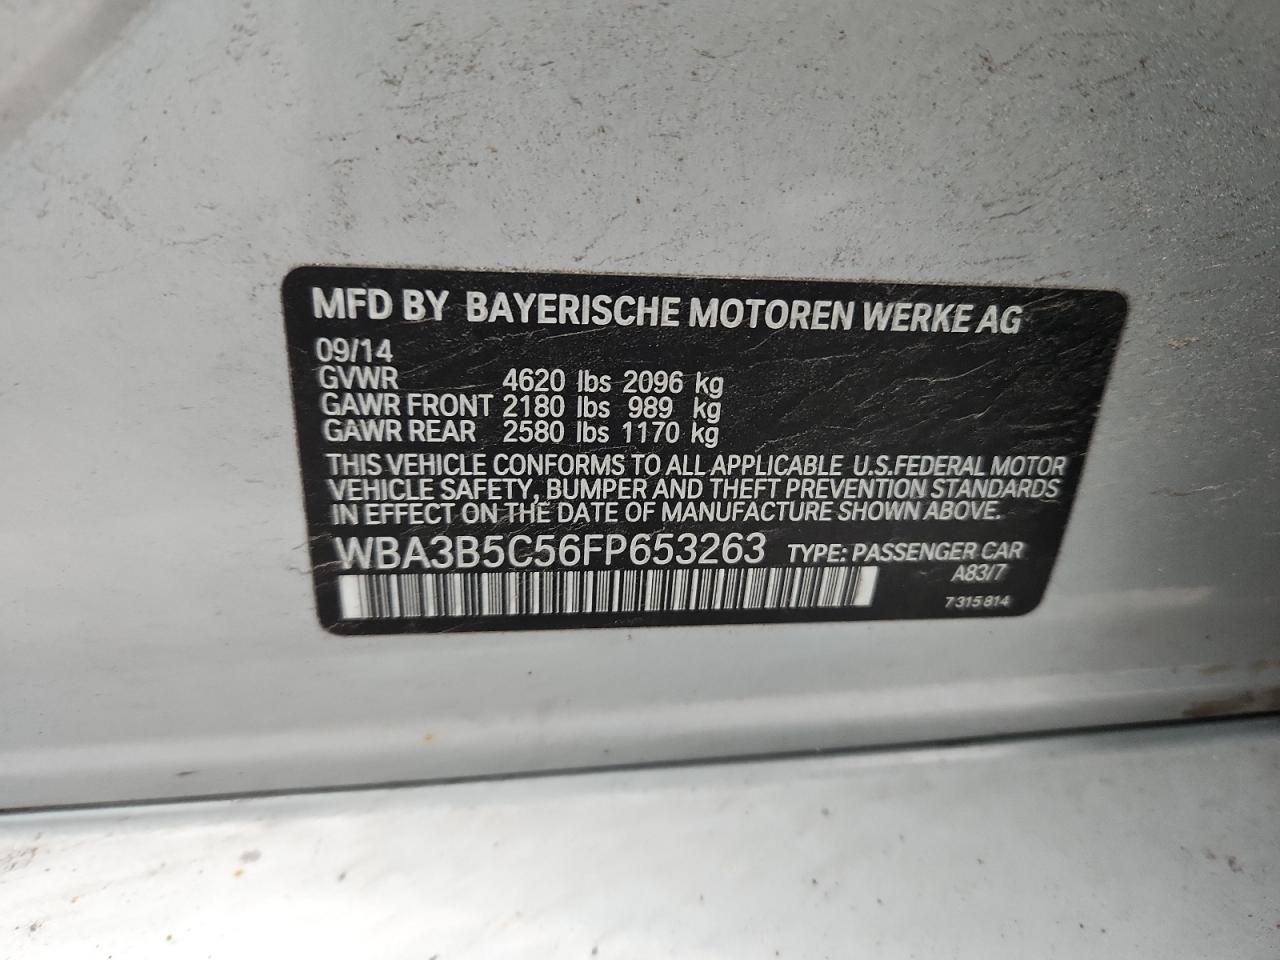 MFD BY BAYERISCHE MOTOREN WERKE AG
09/14
GVWR 4620 lbs 2096 kg
GAWR FRONT 2180 lbs 989 kg
GAWR REAR 2580 lbs 1170 kg
THIS VEHICLE CONFORMS TO ALL APPLICABLE U.S.FEDERAL MOTOR
VEHICLE SAFETY, BUMPER AND THEFT PREVENTION STANDARDS
IN EFFECT ON THE DATE OF MANUFACTURE SHOWN ABOVE.
WBA3B5C56FP653263 TYPE: PASSENGER CAR
A83/7
7 315 814